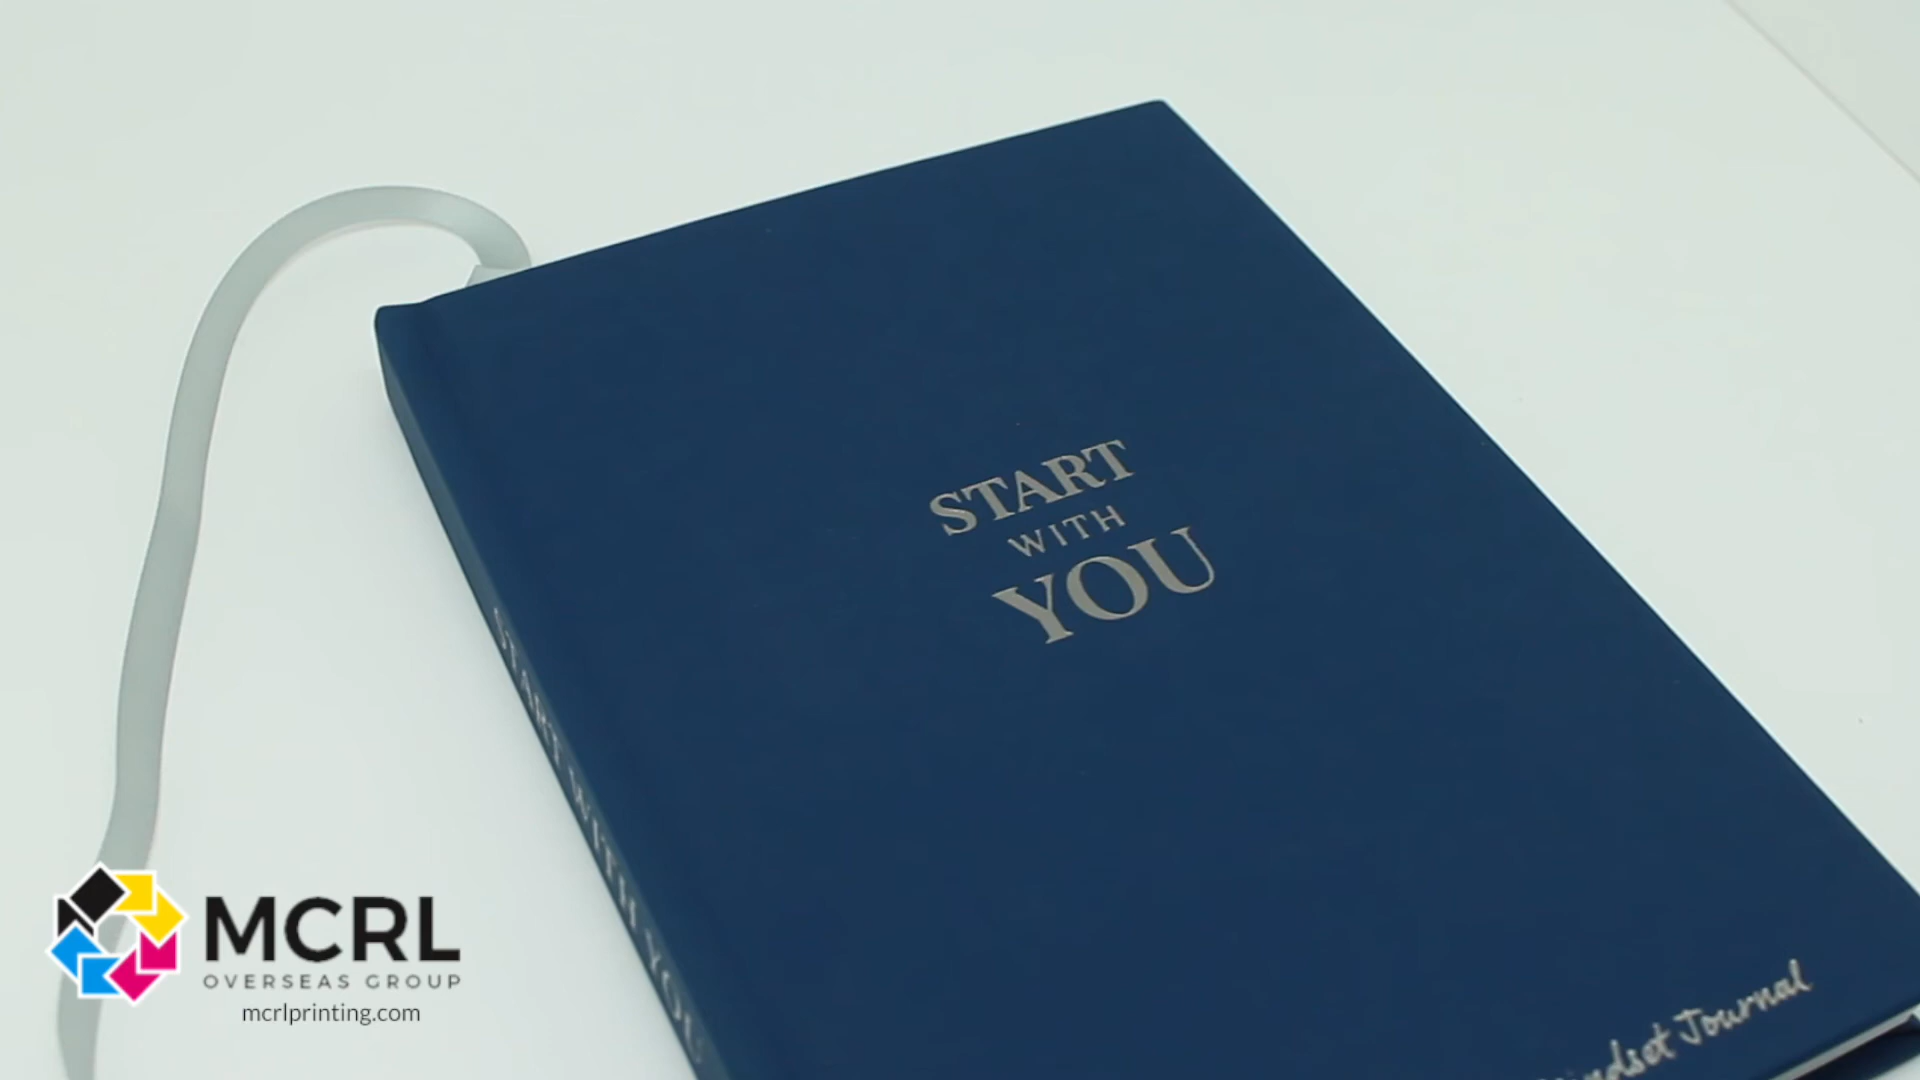 START
WITH
YOU
START WITH YOU
Journal
MCRL
OVERSEAS GROUP
mcrlprinting.com